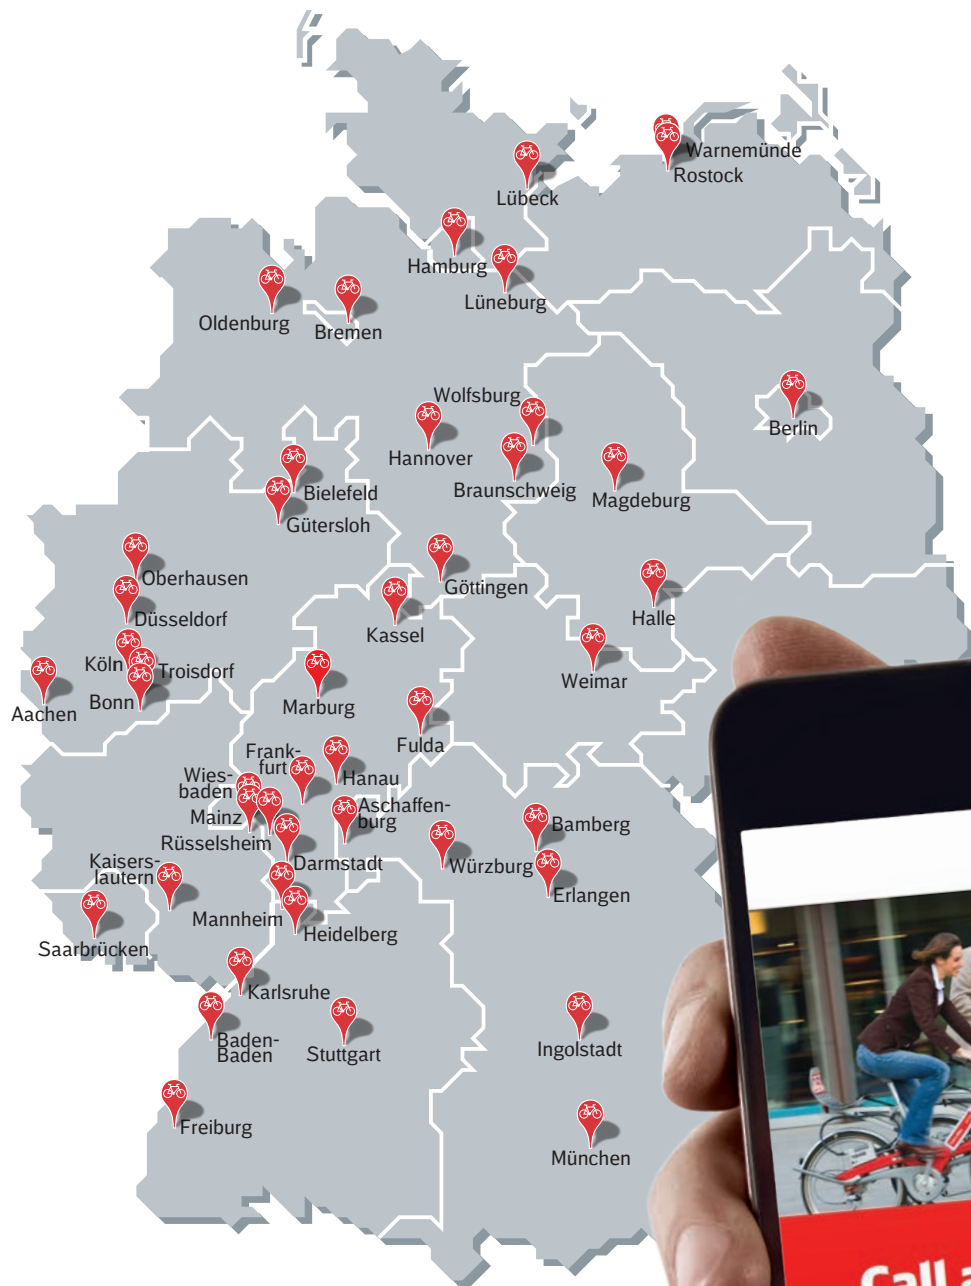 Warnemünde
Rostock
Lübeck
Hamburg
Lüneburg
Oldenburg
Bremen
Wolfsburg
Berlin
Hannover
Braunschweig
Magdeburg
Bielefeld
Gütersloh
Oberhausen
Göttingen
Düsseldorf
Halle
Kassel
Köln
Troisdorf
Weimar
Aachen
Bonn
Marburg
Fulda
Frank-
furt
Hanau
Wies-
baden
Mainz
Aschaffen-
burg
Bamberg
Rüsselsheim
Darmstadt
Würzburg
Kaisers-
lautern
Erlangen
Mannheim
Heidelberg
Saarbrücken
Karlsruhe
Baden-
Baden
Stuttgart
Ingolstadt
Freiburg
München
Call a